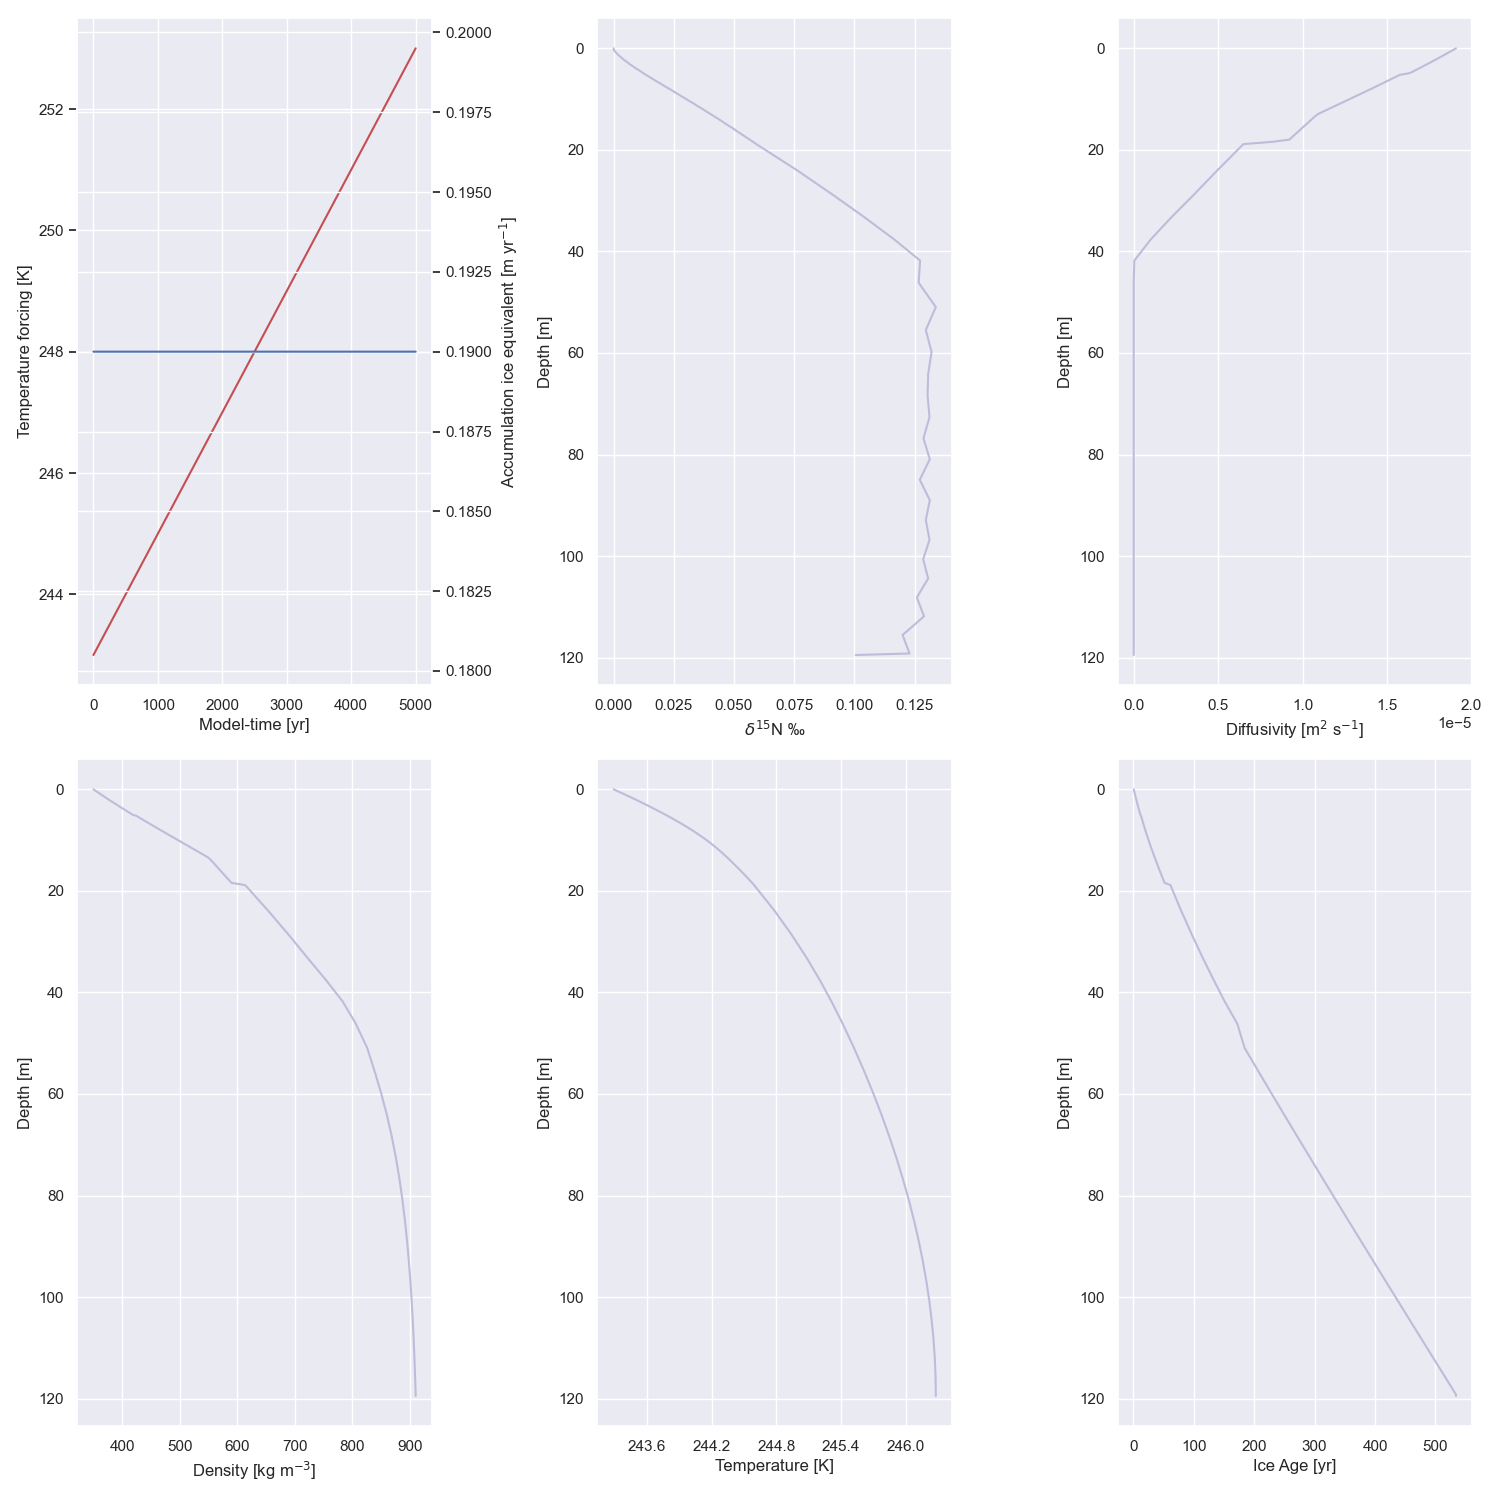 Temperature forcing [K]
252
250
248
246
244
0.2000
0.1975
0.1950
0.1925
0.1900
0.1875
0.1850
0.1825
0.1800
Accumulation ice equivalent [m yr⁻¹]
0 1000 2000 3000 4000 5000
Model-time [yr]
Depth [m]
0
20
40
60
80
100
120
0.000 0.025 0.050 0.075 0.100 0.125
δ¹⁵N ‰
Depth [m]
0
20
40
60
80
100
120
0.0 0.5 1.0 1.5 2.0
1e−5
Diffusivity [m² s⁻¹]
Depth [m]
0
20
40
60
80
100
120
400 500 600 700 800 900
Density [kg m⁻³]
Depth [m]
0
20
40
60
80
100
120
243.6 244.2 244.8 245.4 246.0
Temperature [K]
Depth [m]
0
20
40
60
80
100
120
0 100 200 300 400 500
Ice Age [yr]